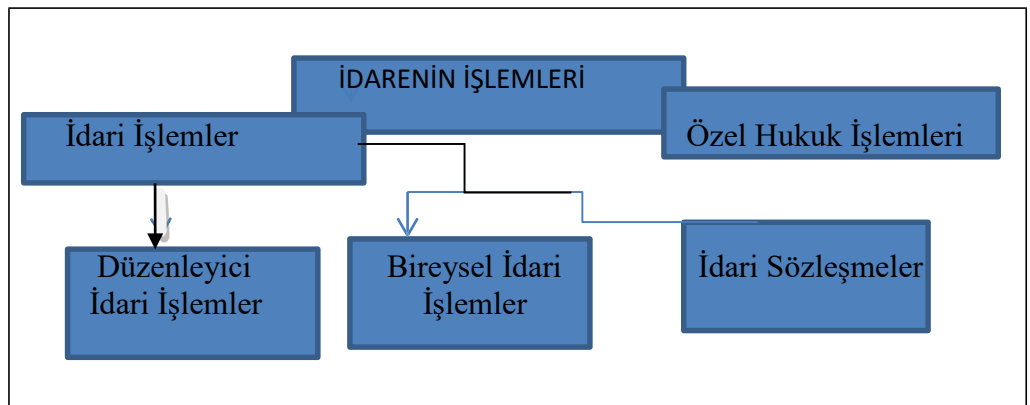 İDARENİN İŞLEMLERİ
İdari İşlemler
Özel Hukuk İşlemleri
Düzenleyici
İdari İşlemler
Bireysel İdari
İşlemler
İdari Sözleşmeler